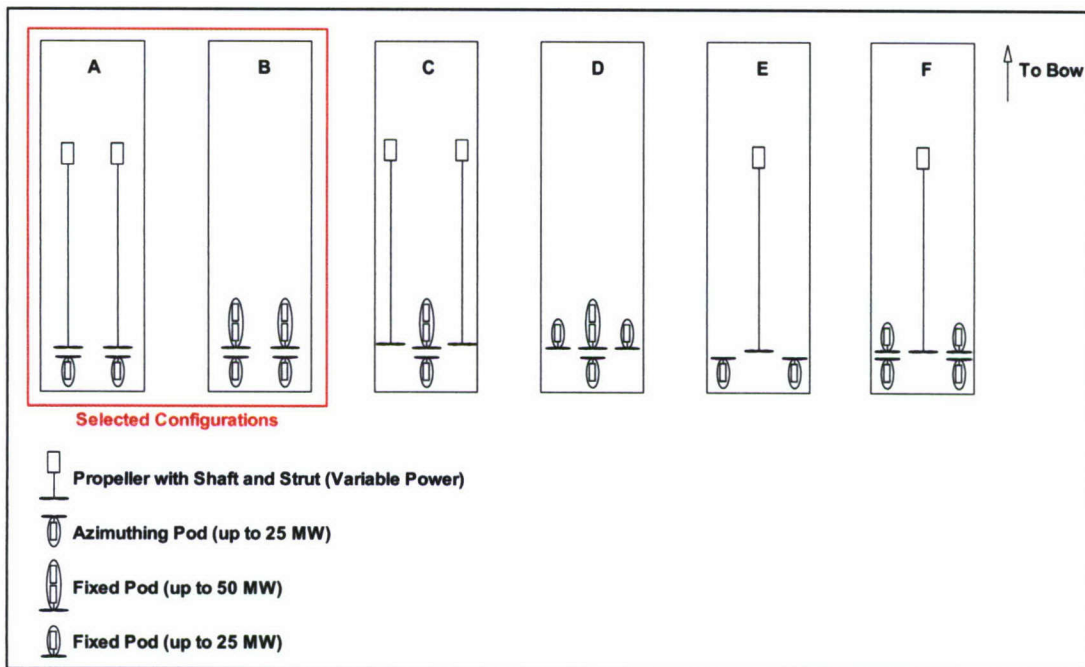 A B C D E F To Bow
Selected Configurations
Propeller with Shaft and Strut (Variable Power)
Azimuthing Pod (up to 25 MW)
Fixed Pod (up to 50 MW)
Fixed Pod (up to 25 MW)